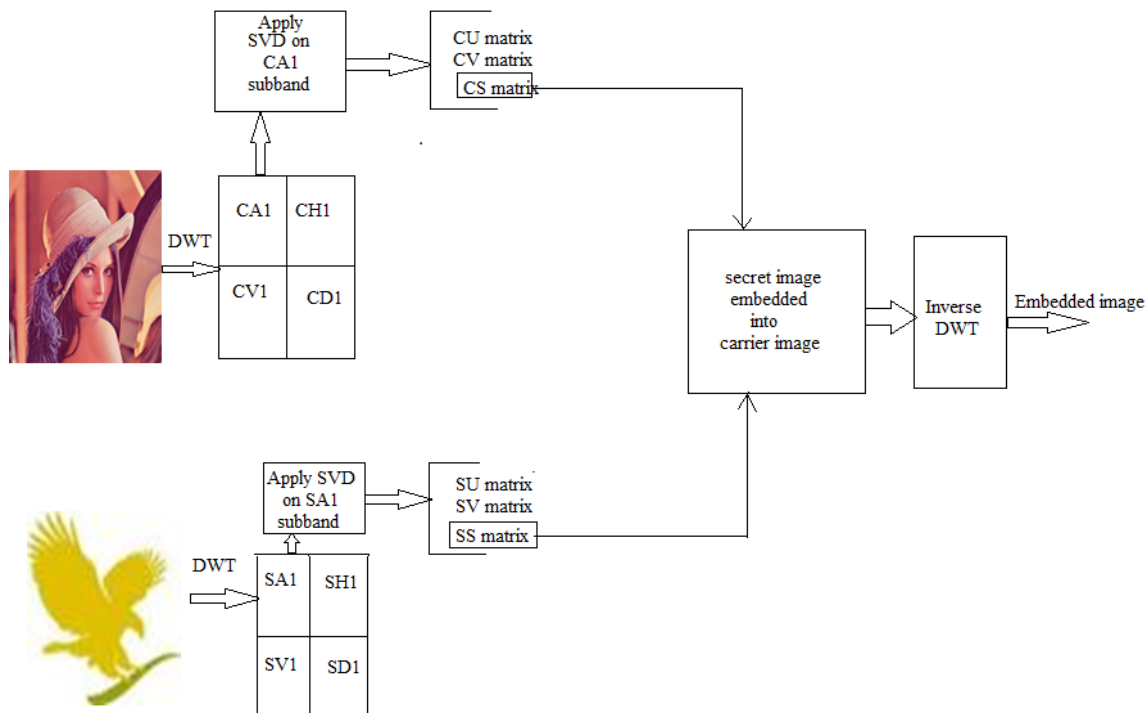 Apply
SVD on
CA1
subband
CU matrix
CV matrix
CS matrix
DWT
CA1
CH1
CV1
CD1
secret image
embedded
into
carrier image
Inverse
DWT
Embedded image
Apply SVD
on SA1
subband
SU matrix
SV matrix
SS matrix
DWT
SA1
SH1
SV1
SD1